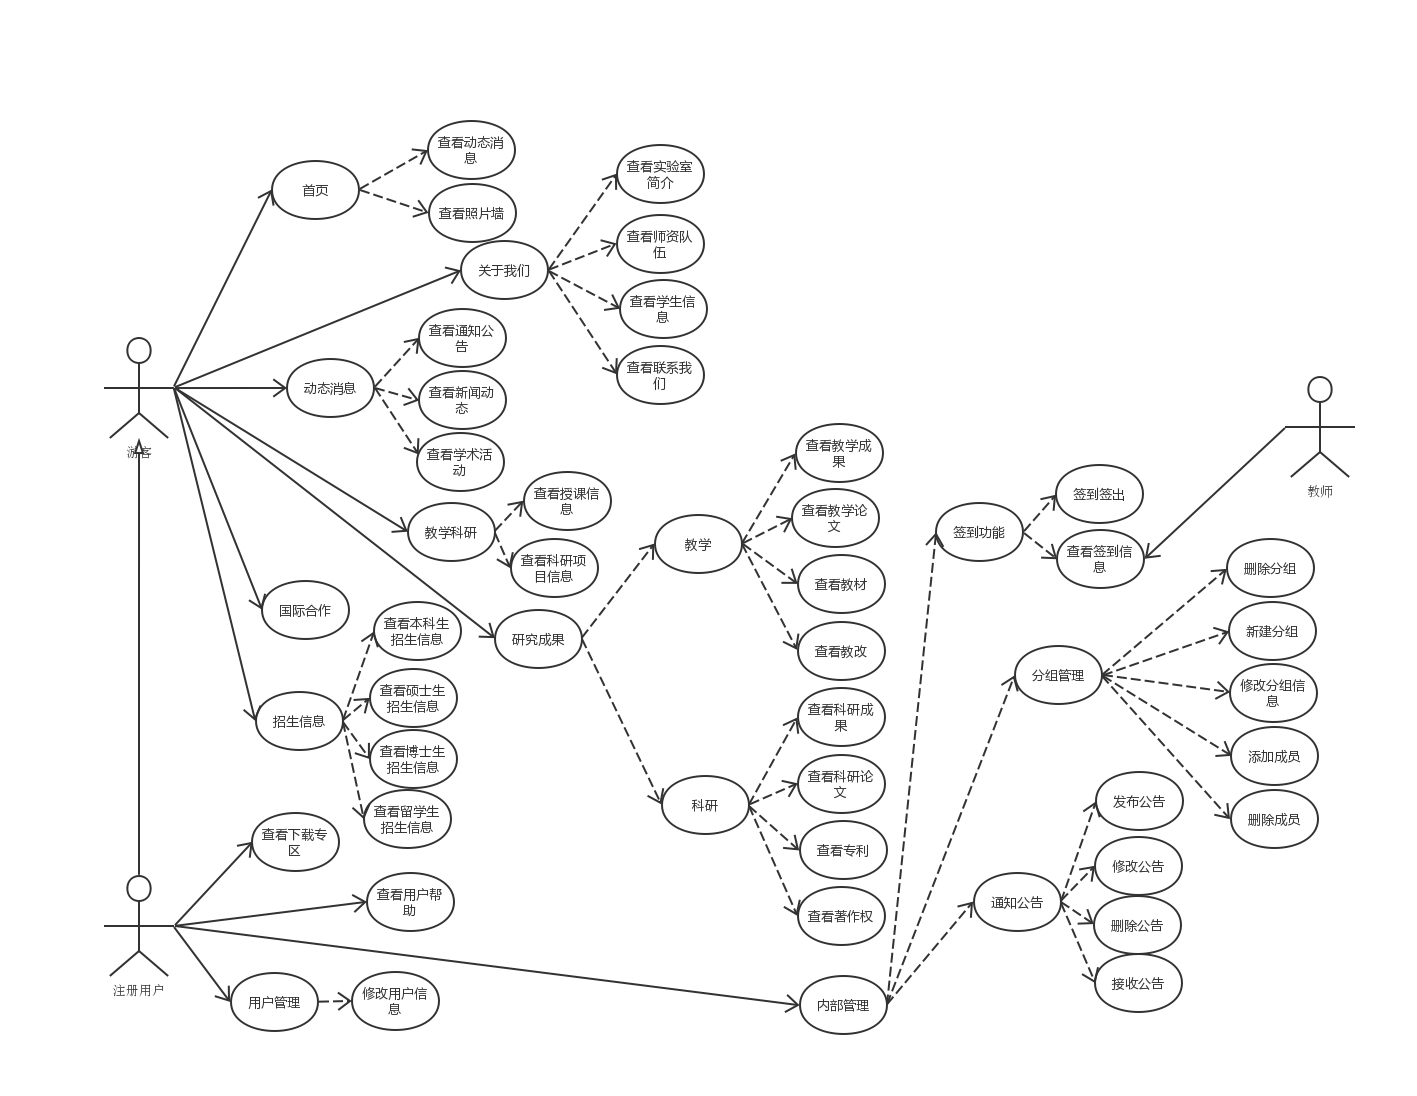 查看动态消
息
首页
查看照片墙
查看实验室
简介
查看师资队
伍
关于我们
查看学生信
息
查看联系我
们
查看通知公
告
动态消息
查看新闻动
态
查看学术活
动
游客
教师
查看授课信
息
教学科研
查看科研项
目信息
查看教学成
果
查看教学论
文
教学
查看教材
查看教改
签到签出
签到功能
查看签到信
息
国际合作
研究成果
查看本科生
招生信息
查看硕士生
招生信息
招生信息
查看博士生
招生信息
查看留学生
招生信息
查看科研成
果
查看科研论
文
科研
查看专利
查看著作权
删除分组
新建分组
分组管理
修改分组信
息
添加成员
删除成员
发布公告
修改公告
通知公告
删除公告
接收公告
查看下载专
区
查看用户帮
助
注册用户
用户管理
修改用户信
息
内部管理